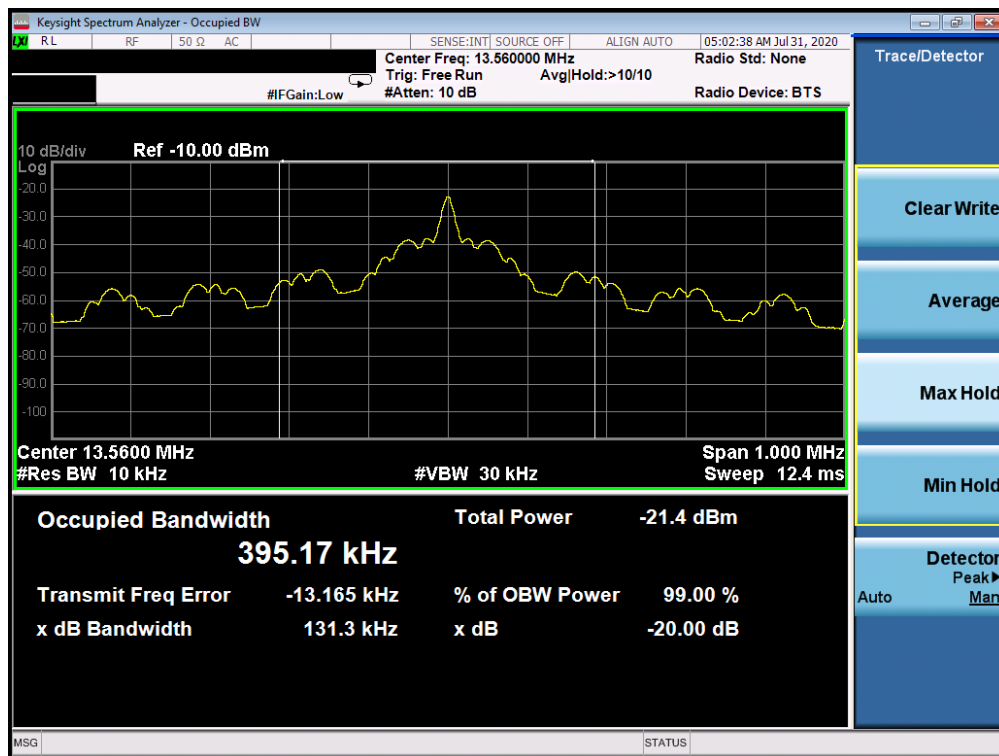 Keysight Spectrum Analyzer - Occupied BW
LXI RL RF 50 Ω AC SENSE:INT SOURCE OFF ALIGN AUTO 05:02:38 AM Jul 31, 2020
Center Freq: 13.560000 MHz Radio Std: None
Trig: Free Run Avg|Hold:>10/10
#IFGain:Low #Atten: 10 dB Radio Device: BTS
10 dB/div Ref -10.00 dBm
Log
-20.0
-30.0
-40.0
-50.0
-60.0
-70.0
-80.0
-90.0
-100
Center 13.5600 MHz Span 1.000 MHz
#Res BW 10 kHz #VBW 30 kHz Sweep 12.4 ms
Occupied Bandwidth Total Power -21.4 dBm
395.17 kHz
Transmit Freq Error -13.165 kHz % of OBW Power 99.00 %
x dB Bandwidth 131.3 kHz x dB -20.00 dB
MSG STATUS
Trace/Detector
Clear Write
Average
Max Hold
Min Hold
Detector
Peak▶
Auto Man